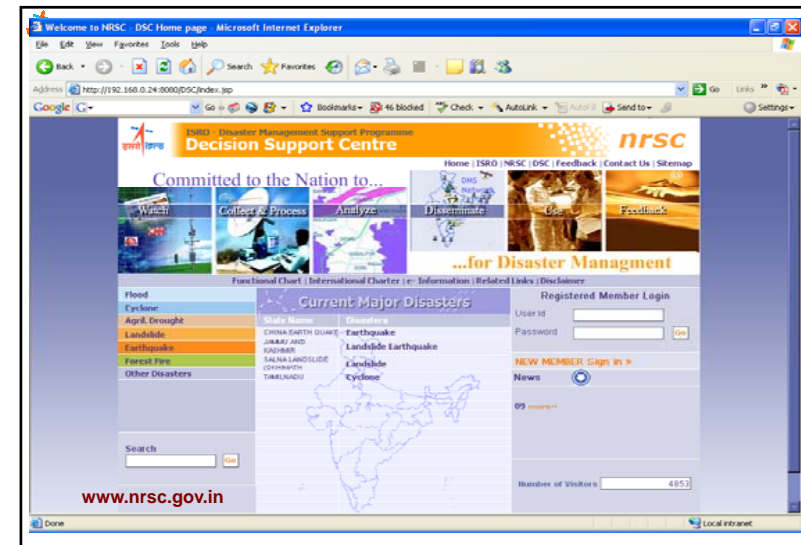 Welcome to NRSC - DSC Home page - Microsoft Internet Explorer
File Edit View Favorites Tools Help
Back Search Favorites
Address http://192.168.0.24:8080/DSC/index.jsp Go Links
Google G Go Bookmarks 46 blocked Check AutoLink AutoFill Send to Settings
इसरो isro
ISRO - Disaster Management Support Programme
Decision Support Centre
nrsc
Home | ISRO | NRSC | DSC | Feedback | Contact Us | Sitemap
Committed to the Nation to...
DMS Network
Watch Collect & Process Analyze Disseminate Use Feedback
...for Disaster Managment
Functional Chart | International Charter | e- Information | Related Links | Disclaimer
Flood
Cyclone
Agril. Drought
Landslide
Earthquake
Forest Fire
Other Disasters
Search
Go
Current Major Disasters
State Name Disasters
CHINA EARTH QUAKE Earthquake
JAMMU AND KASHMIR Landslide Earthquake
Landslide
TAMILNADU Cyclone
Registered Member Login
User Id
Password Go
NEW MEMBER Sign in »
News
09 more
Number of Visitors 4853
www.nrsc.gov.in
Done Local intranet